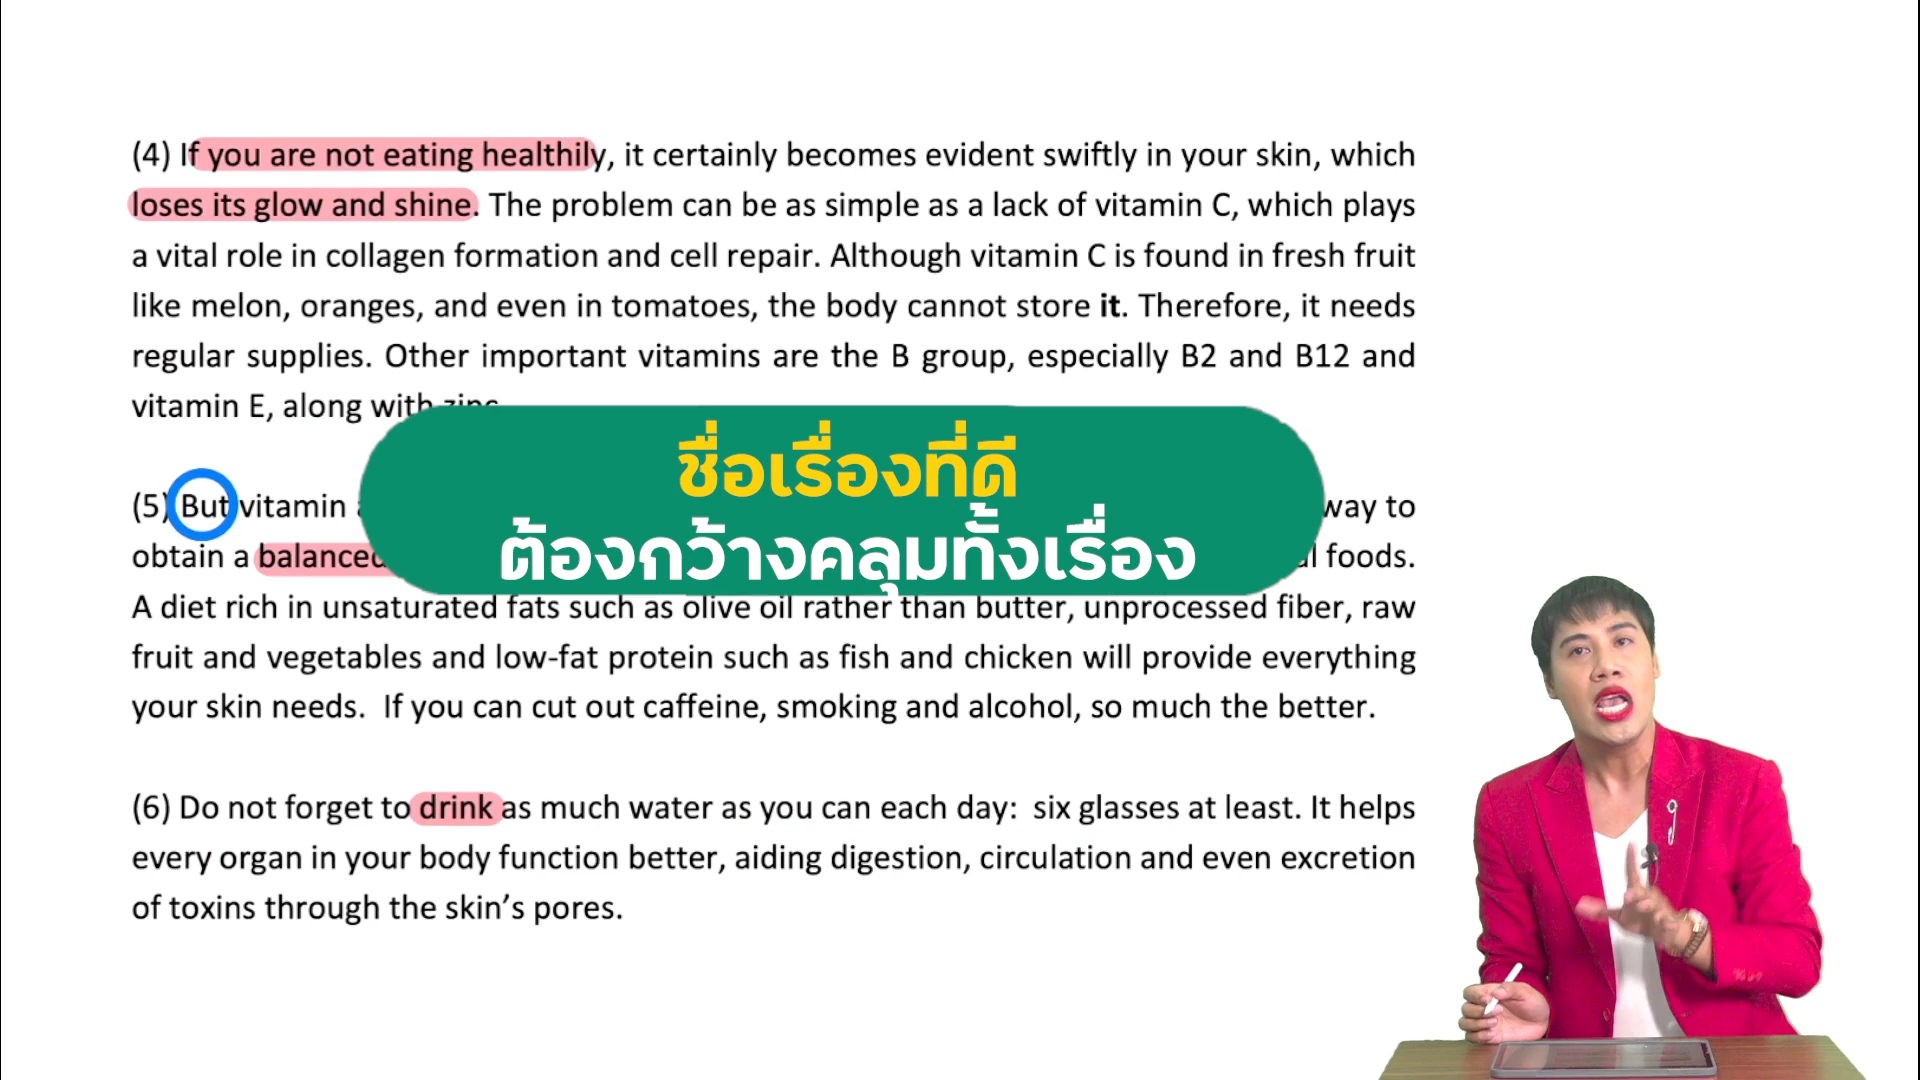 (4) If you are not eating healthily, it certainly becomes evident swiftly in your skin, which
loses its glow and shine. The problem can be as simple as a lack of vitamin C, which plays
a vital role in collagen formation and cell repair. Although vitamin C is found in fresh fruit
like melon, oranges, and even in tomatoes, the body cannot store it. Therefore, it needs
regular supplies. Other important vitamins are the B group, especially B2 and B12 and
vitamin E, along with zinc.
ชื่อเรื่องที่ดี
ต้องกว้างคลุมทั้งเรื่อง
(5) But vitamin way to
obtain a balanced foods.
A diet rich in unsaturated fats such as olive oil rather than butter, unprocessed fiber, raw
fruit and vegetables and low-fat protein such as fish and chicken will provide everything
your skin needs. If you can cut out caffeine, smoking and alcohol, so much the better.
(6) Do not forget to drink as much water as you can each day: six glasses at least. It helps
every organ in your body function better, aiding digestion, circulation and even excretion
of toxins through the skin’s pores.